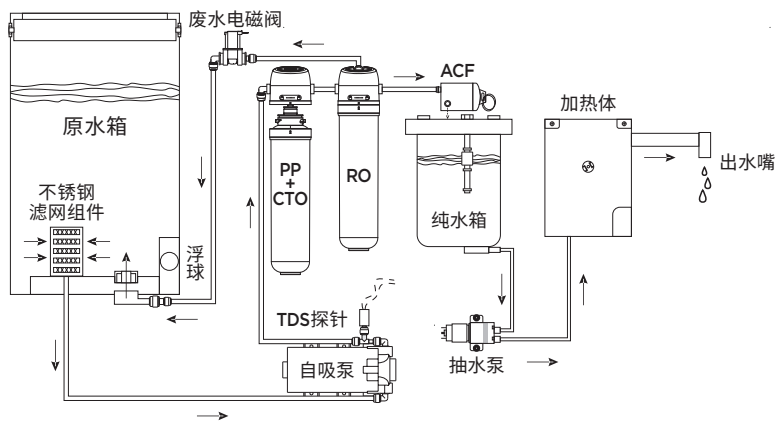 废水电磁阀
ACF
加热体
原水箱
出水嘴
PP
+
CTO
RO
不锈钢
滤网组件
纯水箱
浮球
TDS探针
自吸泵
抽水泵